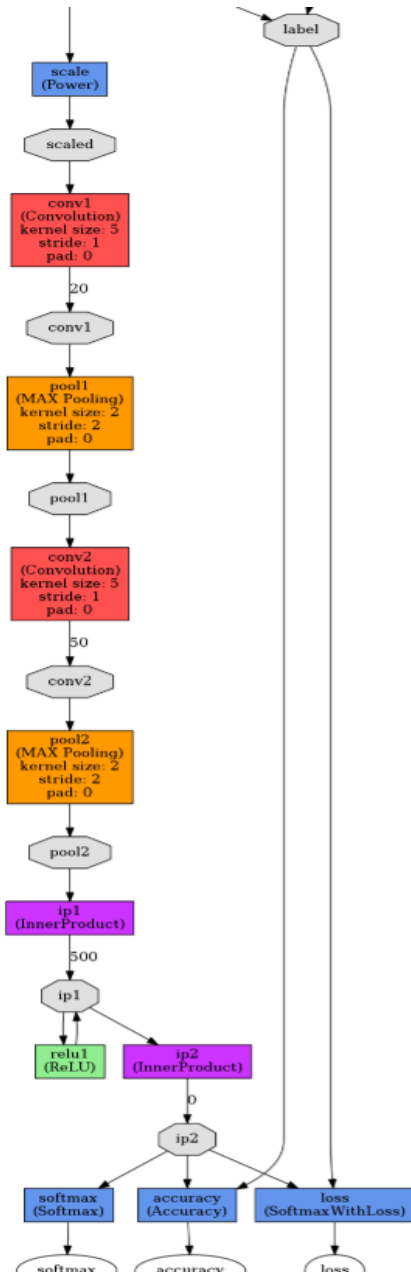 label
scale
(Power)
scaled
conv1
(Convolution)
kernel size: 5
stride: 1
pad: 0
20
conv1
pool1
(MAX Pooling)
kernel size: 2
stride: 2
pad: 0
pool1
conv2
(Convolution)
kernel size: 5
stride: 1
pad: 0
50
conv2
pool2
(MAX Pooling)
kernel size: 2
stride: 2
pad: 0
pool2
ip1
(InnerProduct)
500
ip1
relu1
(ReLU)
ip2
(InnerProduct)
0
ip2
softmax
(Softmax)
accuracy
(Accuracy)
loss
(SoftmaxWithLoss)
softmax
accuracy
loss